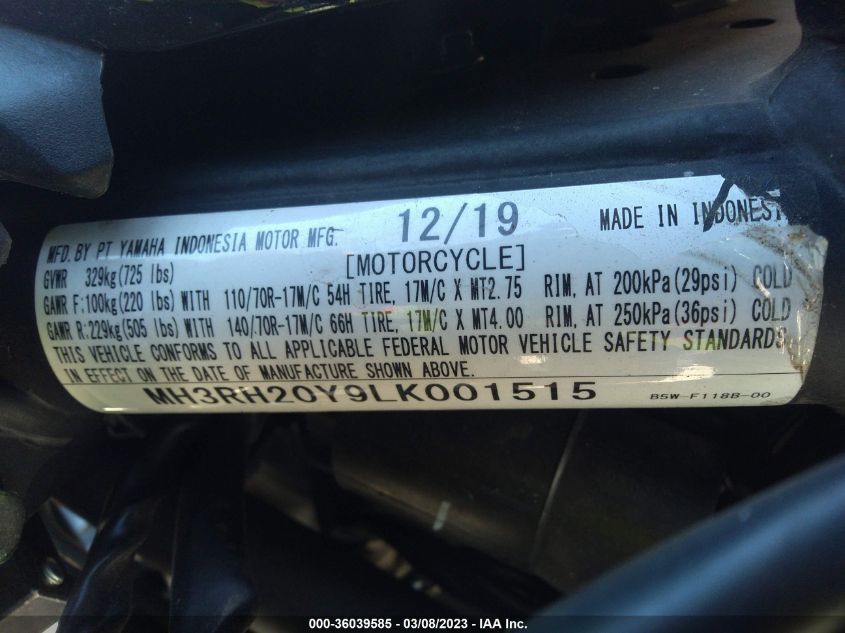 MFD. BY PT YAMAHA INDONESIA MOTOR MFG. 12/19 MADE IN INDONESI
GVWR 329kg(725 lbs) [MOTORCYCLE]
GAWR F:100kg(220 lbs) WITH 110/70R-17M/C 54H TIRE, 17M/C X MT2.75 RIM, AT 200kPa(29psi) COLD
GAWR R:229kg(505 lbs) WITH 140/70R-17M/C 66H TIRE, 17M/C X MT4.00 RIM, AT 250kPa(36psi) COLD
THIS VEHICLE CONFORMS TO ALL APPLICABLE FEDERAL MOTOR VEHICLE SAFETY STANDARDS
IN EFFECT ON THE DATE OF MANUFACTURE SHOWN ABOVE.
MH3RH20Y9LK001515 B5W-F118B-00
000-36039585 - 03/08/2023 - IAA Inc.